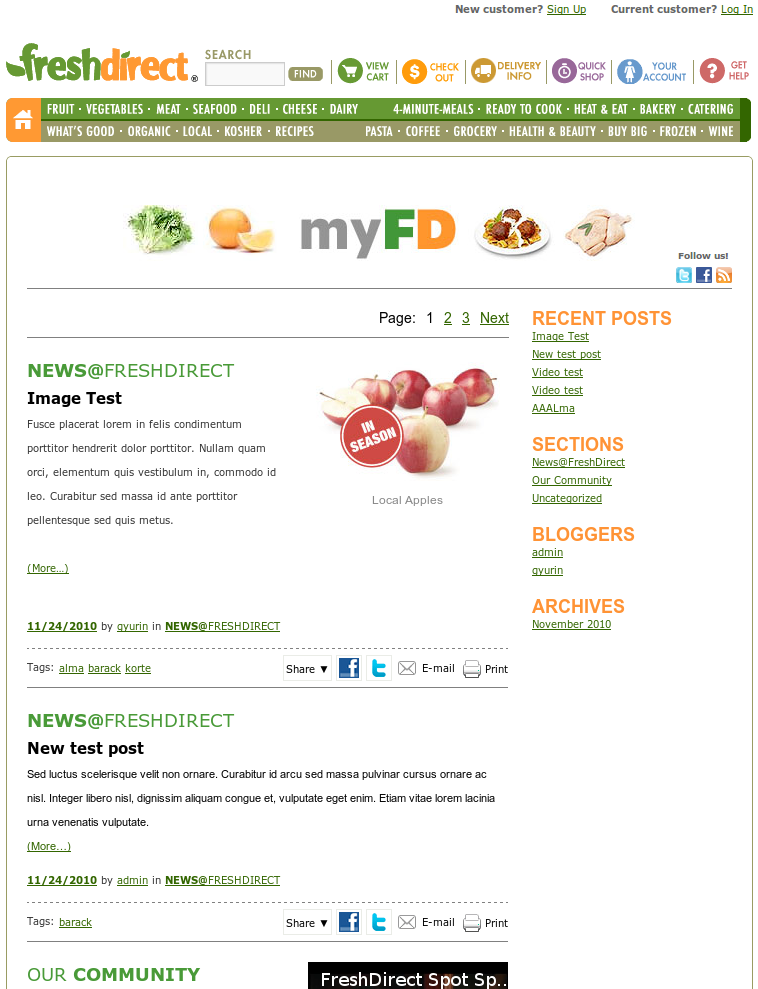 New customer? Sign Up Current customer? Log In
freshdirect®
SEARCH
FIND
VIEW CART
CHECK OUT
DELIVERY INFO
QUICK SHOP
YOUR ACCOUNT
GET HELP
FRUIT · VEGETABLES · MEAT · SEAFOOD · DELI · CHEESE · DAIRY 4-MINUTE-MEALS · READY TO COOK · HEAT & EAT · BAKERY · CATERING
WHAT'S GOOD · ORGANIC · LOCAL · KOSHER · RECIPES PASTA · COFFEE · GROCERY · HEALTH & BEAUTY · BUY BIG · FROZEN · WINE
myFD
Follow us!
Page: 1 2 3 Next
NEWS@FRESHDIRECT
Image Test
Fusce placerat lorem in felis condimentum
porttitor hendrerit dolor porttitor. Nullam quam
orci, elementum quis vestibulum in, commodo id
leo. Curabitur sed massa id ante porttitor
pellentesque sed quis metus.
IN SEASON
Local Apples
(More…)
11/24/2010 by gyurin in NEWS@FRESHDIRECT
Tags: alma barack korte Share ▼ E-mail Print
NEWS@FRESHDIRECT
New test post
Sed luctus scelerisque velit non ornare. Curabitur id arcu sed massa pulvinar cursus ornare ac
nisl. Integer libero nisl, dignissim aliquam congue et, vulputate eget enim. Etiam vitae lorem lacinia
urna venenatis vulputate.
(More…)
11/24/2010 by admin in NEWS@FRESHDIRECT
Tags: barack Share ▼ E-mail Print
OUR COMMUNITY
FreshDirect Spot Sp..
RECENT POSTS
Image Test
New test post
Video test
Video test
AAALma
SECTIONS
News@FreshDirect
Our Community
Uncategorized
BLOGGERS
admin
gyurin
ARCHIVES
November 2010